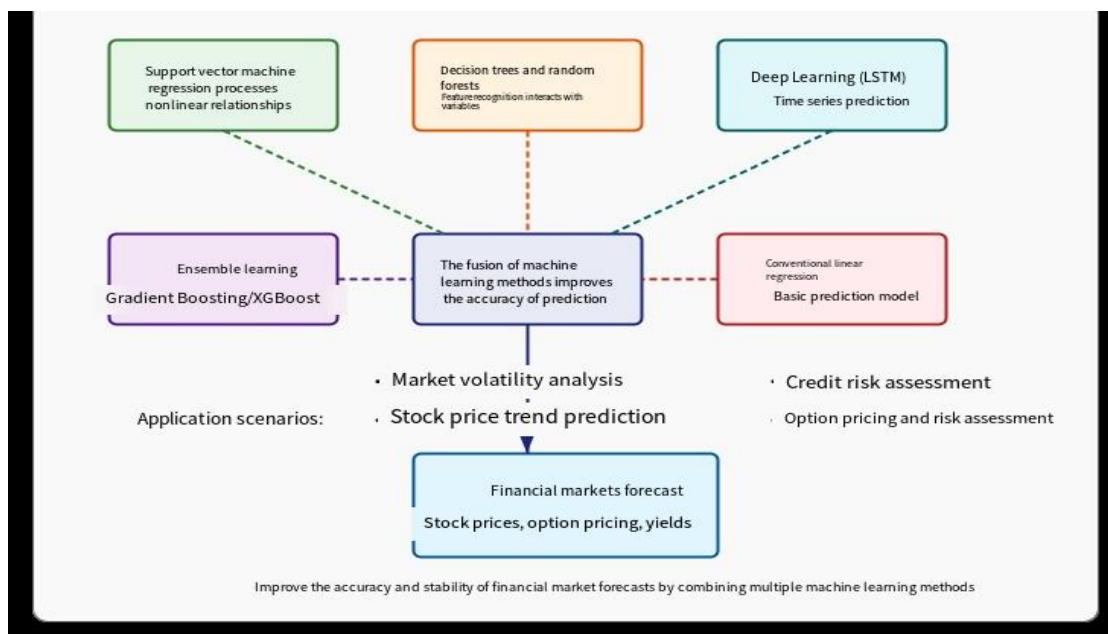 Support vector machine
regression processes
nonlinear relationships
Decision trees and random
forests
Feature recognition interacts with
variables
Deep Learning (LSTM)
Time series prediction
Ensemble learning
Gradient Boosting/XGBoost
The fusion of machine
learning methods improves
the accuracy of prediction
Conventional linear
regression
Basic prediction model
Application scenarios:
· Market volatility analysis
· Stock price trend prediction
· Credit risk assessment
· Option pricing and risk assessment
Financial markets forecast
Stock prices, option pricing, yields
Improve the accuracy and stability of financial market forecasts by combining multiple machine learning methods